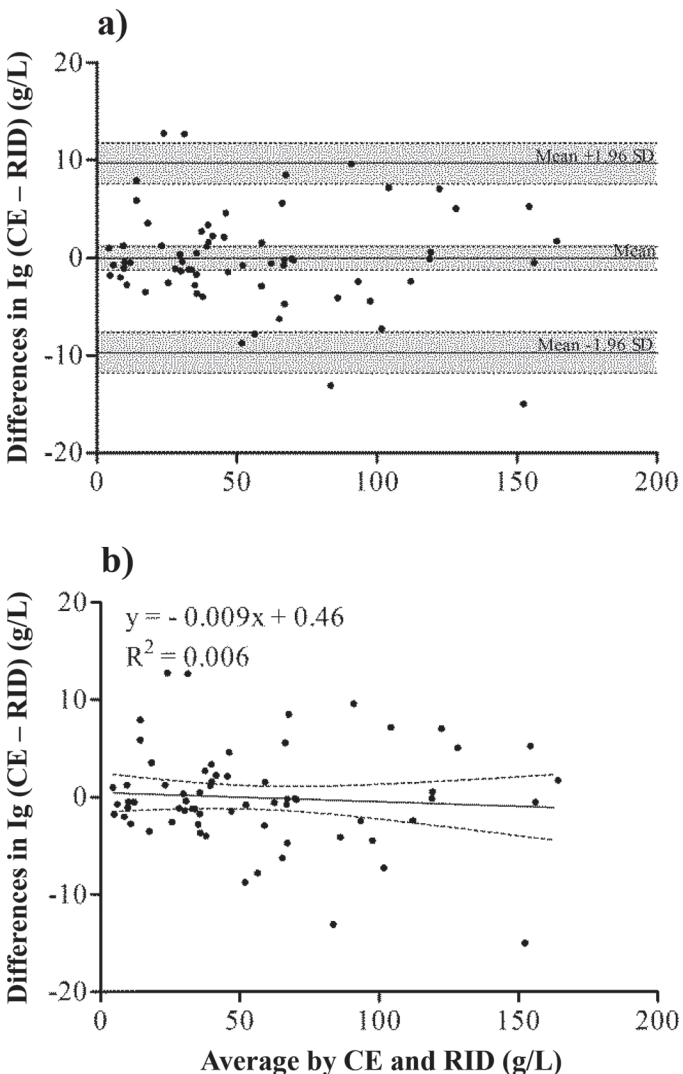 a)
Differences in Ig (CE – RID) (g/L)
20
10
0
-10
-20
Mean +1.96 SD
Mean
Mean -1.96 SD
0 50 100 150 200
b)
Differences in Ig (CE – RID) (g/L)
20
10
0
-10
-20
y = - 0.009x + 0.46
R² = 0.006
0 50 100 150 200
Average by CE and RID (g/L)